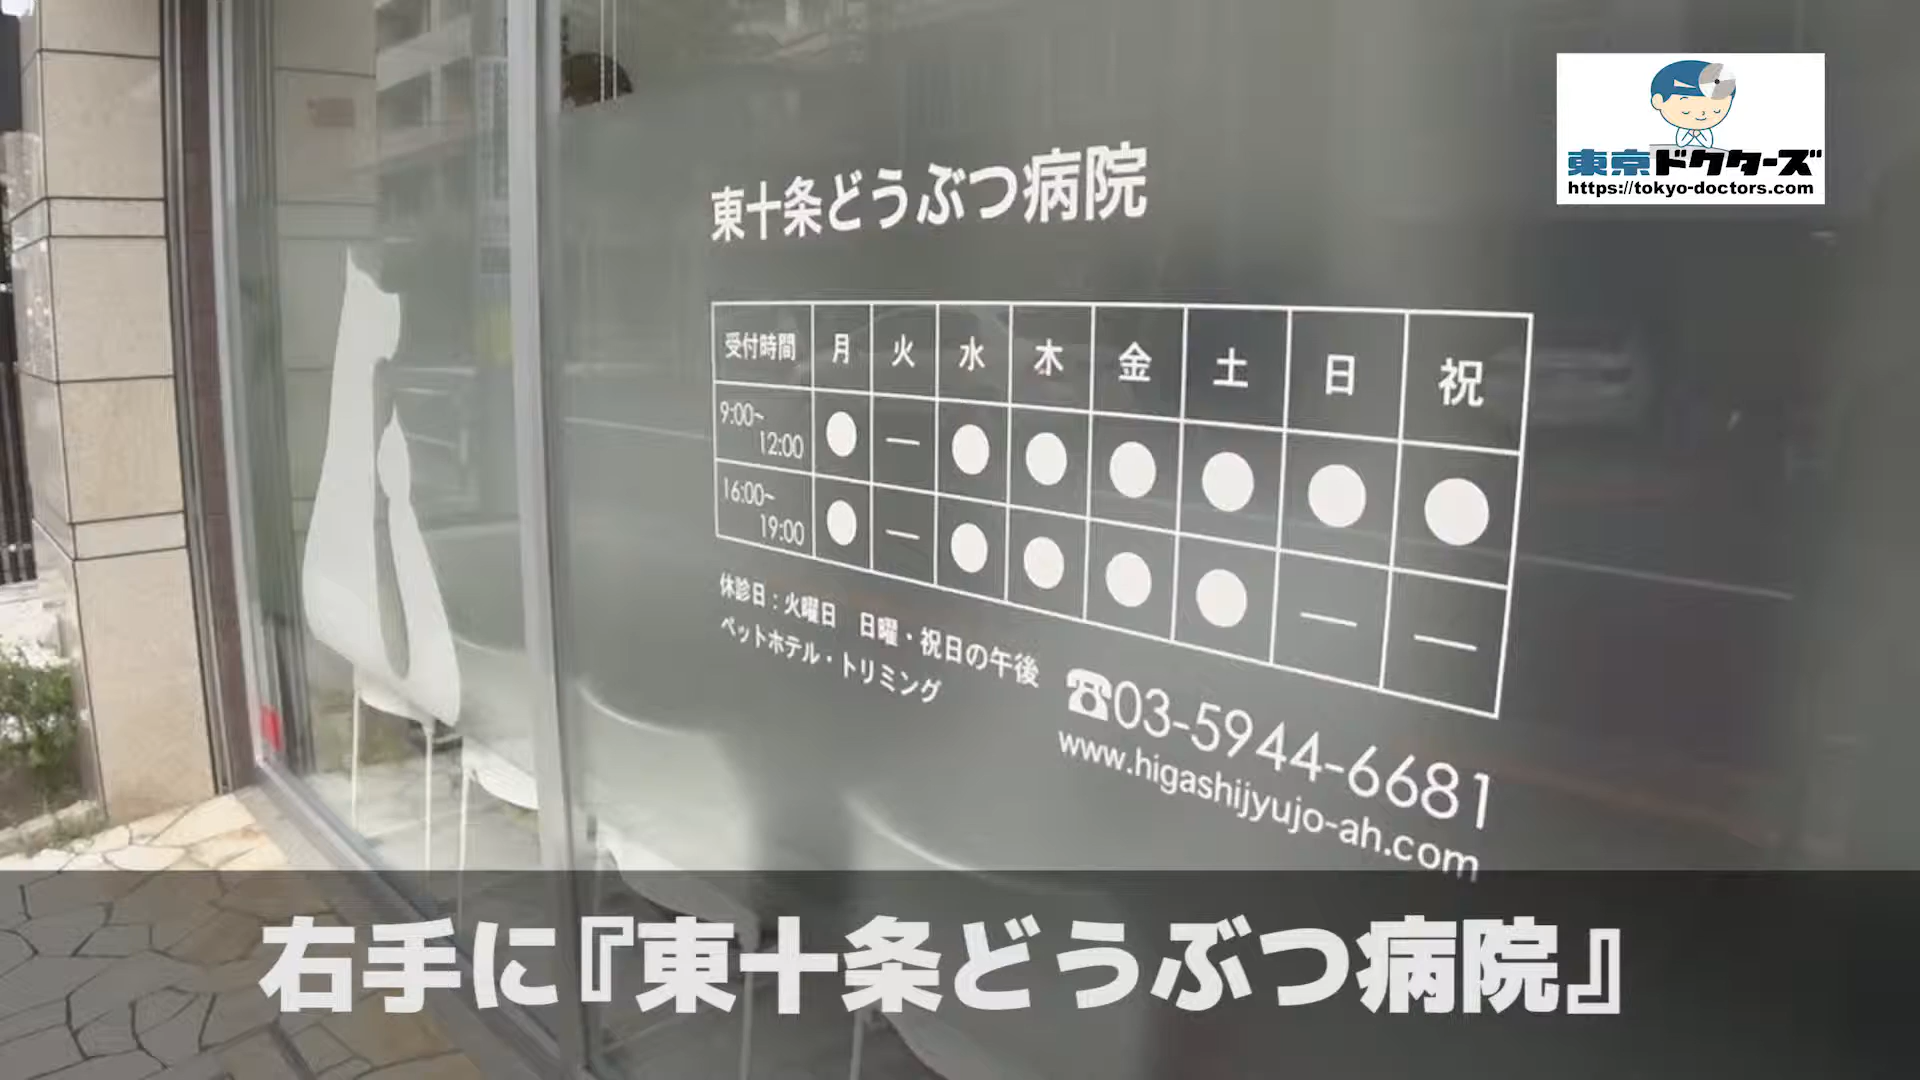 東京ドクターズ
https://tokyo-doctors.com
東十条どうぶつ病院
受付時間 月 火 水 木 金 土 日 祝
9:00~12:00 ● — ● ● ● ● ● ●
16:00~19:00 ● — ● ● ● ● — —
休診日：火曜日 日曜・祝日の午後
ペットホテル・トリミング
☎03-5944-6681
www.higashijyujo-ah.com
右手に『東十条どうぶつ病院』